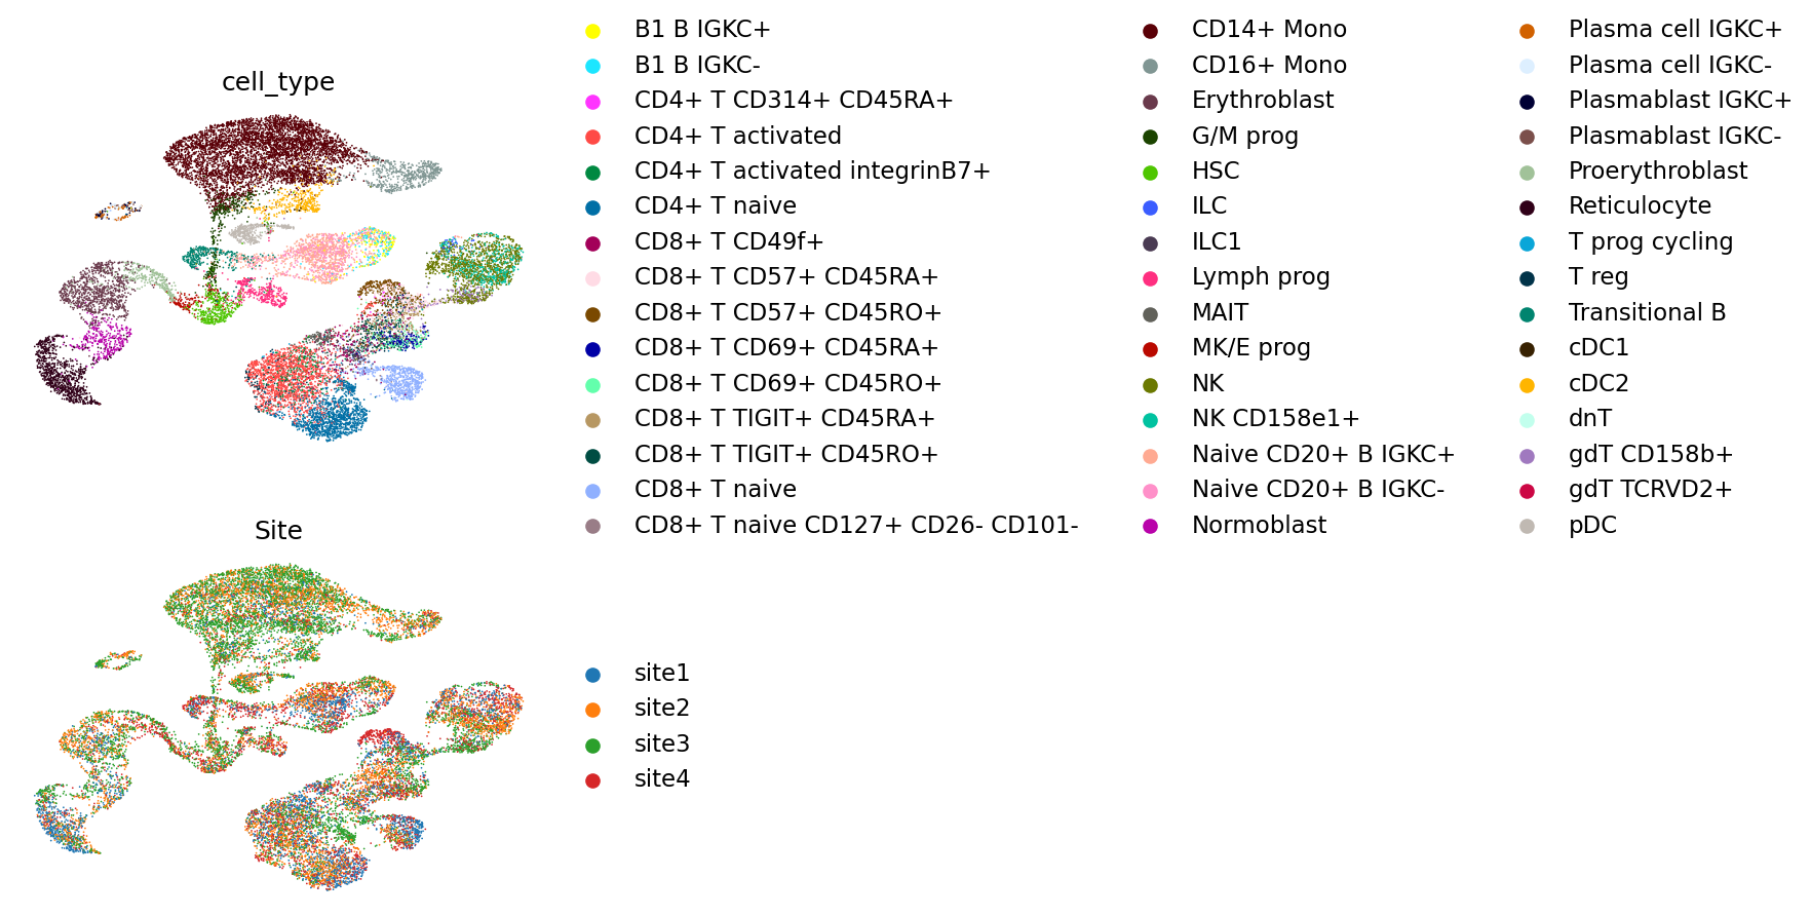 cell_type
B1 B IGKC+
B1 B IGKC-
CD4+ T CD314+ CD45RA+
CD4+ T activated
CD4+ T activated integrinB7+
CD4+ T naive
CD8+ T CD49f+
CD8+ T CD57+ CD45RA+
CD8+ T CD57+ CD45RO+
CD8+ T CD69+ CD45RA+
CD8+ T CD69+ CD45RO+
CD8+ T TIGIT+ CD45RA+
CD8+ T TIGIT+ CD45RO+
CD8+ T naive
CD8+ T naive CD127+ CD26- CD101-
CD14+ Mono
CD16+ Mono
Erythroblast
G/M prog
HSC
ILC
ILC1
Lymph prog
MAIT
MK/E prog
NK
NK CD158e1+
Naive CD20+ B IGKC+
Naive CD20+ B IGKC-
Normoblast
Plasma cell IGKC+
Plasma cell IGKC-
Plasmablast IGKC+
Plasmablast IGKC-
Proerythroblast
Reticulocyte
T prog cycling
T reg
Transitional B
cDC1
cDC2
dnT
gdT CD158b+
gdT TCRVD2+
pDC
Site
site1
site2
site3
site4